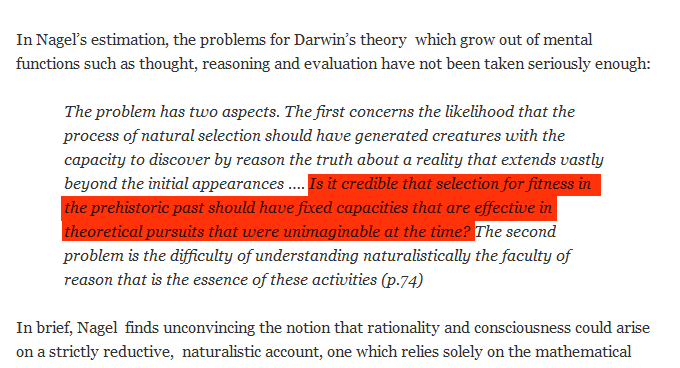 In Nagel's estimation, the problems for Darwin's theory  which grow out of mental
functions such as thought, reasoning and evaluation have not been taken seriously enough:
The problem has two aspects. The first concerns the likelihood that the
process of natural selection should have generated creatures with the
capacity to discover by reason the truth about a reality that extends vastly
beyond the initial appearances .... Is it credible that selection for fitness in
the prehistoric past should have fixed capacities that are effective in
theoretical pursuits that were unimaginable at the time? The second
problem is the difficulty of understanding naturalistically the faculty of
reason that is the essence of these activities (p.74)
In brief, Nagel  finds unconvincing the notion that rationality and consciousness could arise
on a strictly reductive,  naturalistic account, one which relies solely on the mathematical